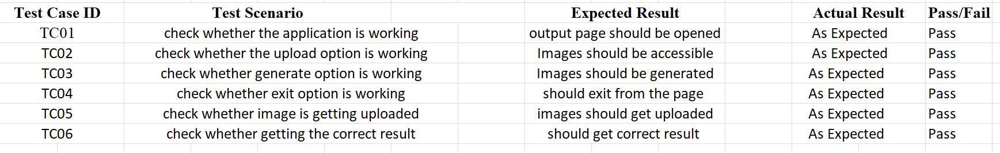 Test Case ID Test Scenario Expected Result Actual Result Pass/Fail
TC01 check whether the application is working output page should be opened As Expected Pass
TC02 check whether the upload option is working Images should be accessible As Expected Pass
TC03 check whether generate option is working Images should be generated As Expected Pass
TC04 check whether exit option is working should exit from the page As Expected Pass
TC05 check whether image is getting uploaded images should get uploaded As Expected Pass
TC06 check whether getting the correct result should get correct result As Expected Pass